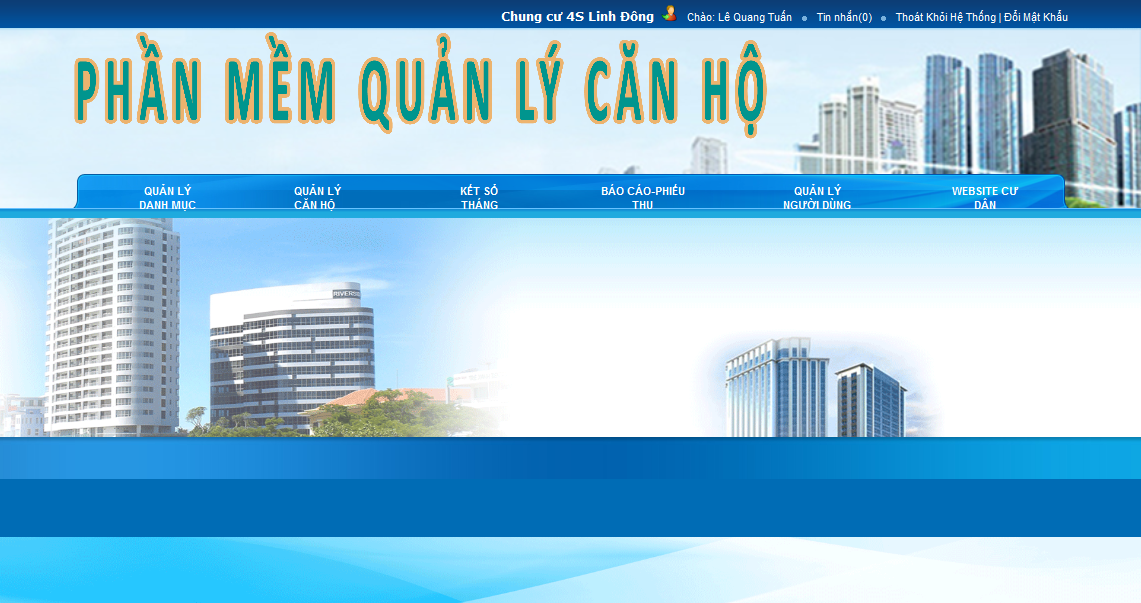 Chung cư 4S Linh Đông Chào: Lê Quang Tuấn Tin nhắn(0) Thoát Khỏi Hệ Thống | Đổi Mật Khẩu
PHẦN MỀM QUẢN LÝ CĂN HỘ
QUẢN LÝ DANH MỤC
QUẢN LÝ CĂN HỘ
KẾT SỔ THÁNG
BÁO CÁO-PHIẾU THU
QUẢN LÝ NGƯỜI DÙNG
WEBSITE CƯ DÂN